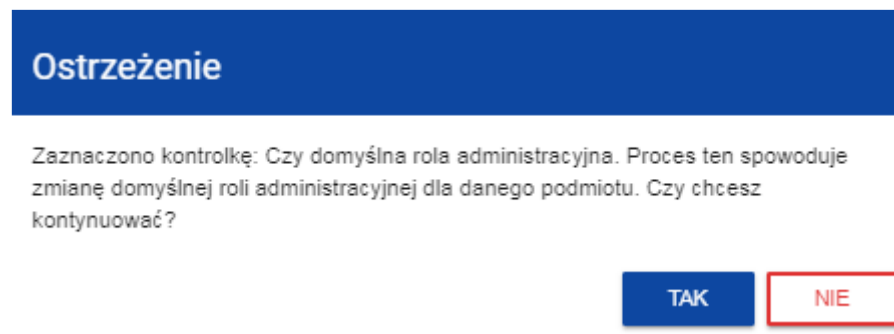 Ostrzeżenie
Zaznaczono kontrolkę: Czy domyślna rola administracyjna. Proces ten spowoduje
zmianę domyślnej roli administracyjnej dla danego podmiotu. Czy chcesz
kontynuować?
TAK NIE